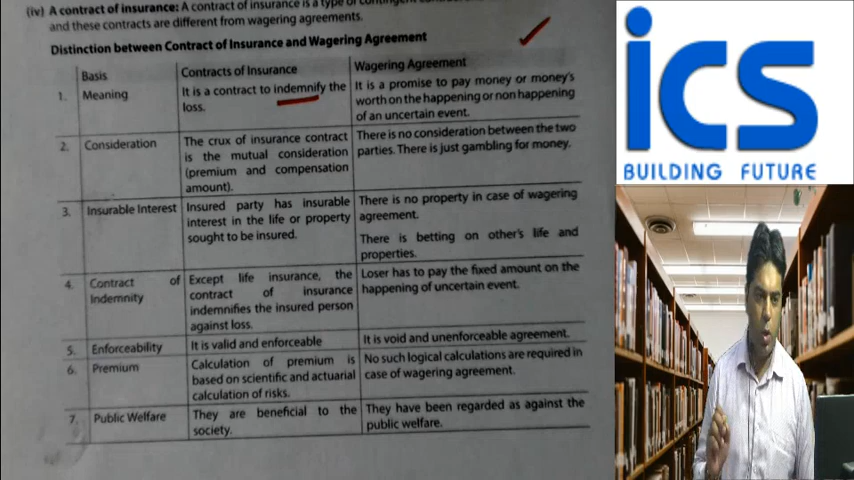 (iv) A contract of insurance: A contract of insurance is a type of contingent
and these contracts are different from wagering agreements.
Distinction between Contract of Insurance and Wagering Agreement
Basis Contracts of Insurance Wagering Agreement
1. Meaning It is a contract to indemnify the loss. It is a promise to pay money or money's worth on the happening or non happening of an uncertain event.
2. Consideration The crux of insurance contract is the mutual consideration (premium and compensation amount). There is no consideration between the two parties. There is just gambling for money.
3. Insurable Interest Insured party has insurable interest in the life or property sought to be insured. There is no property in case of wagering agreement.
There is betting on other's life and properties.
4. Contract of Indemnity Except life insurance, the contract of insurance indemnifies the insured person against loss. Loser has to pay the fixed amount on the happening of uncertain event.
5. Enforceability It is valid and enforceable It is void and unenforceable agreement.
6. Premium Calculation of premium is based on scientific and actuarial calculation of risks. No such logical calculations are required in case of wagering agreement.
7. Public Welfare They are beneficial to the society. They have been regarded as against the public welfare.
ics
BUILDING FUTURE